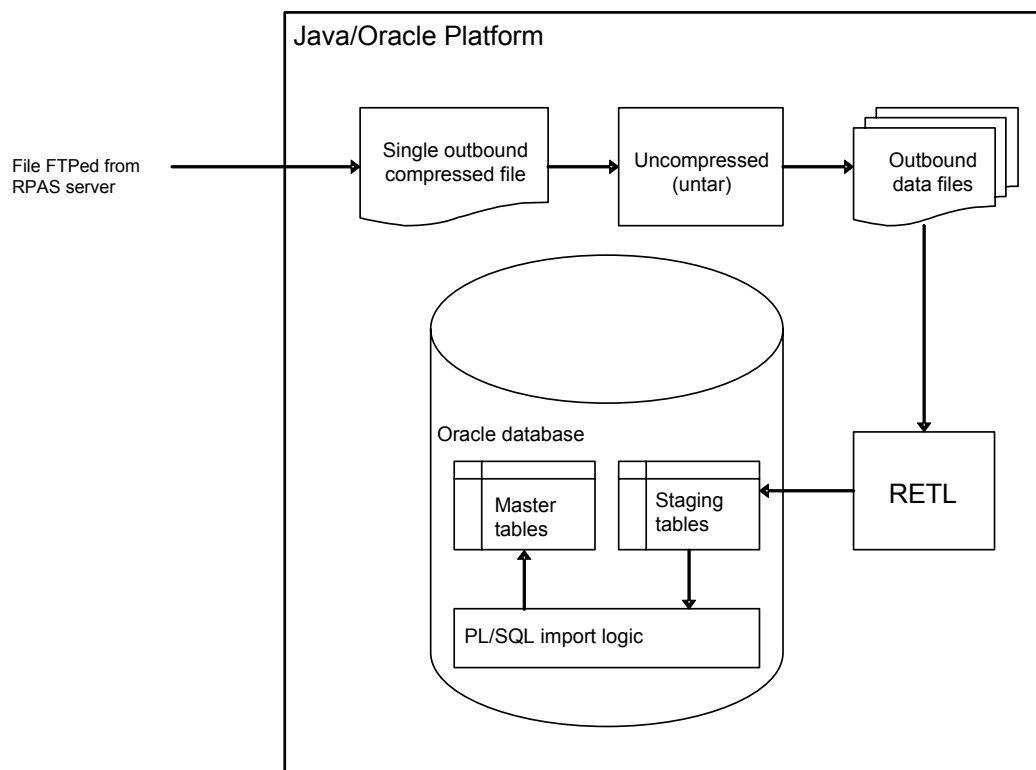 Java/Oracle Platform
File FTPed from
RPAS server
Single outbound
compressed file
Uncompressed
(untar)
Outbound
data files
Oracle database
Master
tables
Staging
tables
RETL
PL/SQL import logic